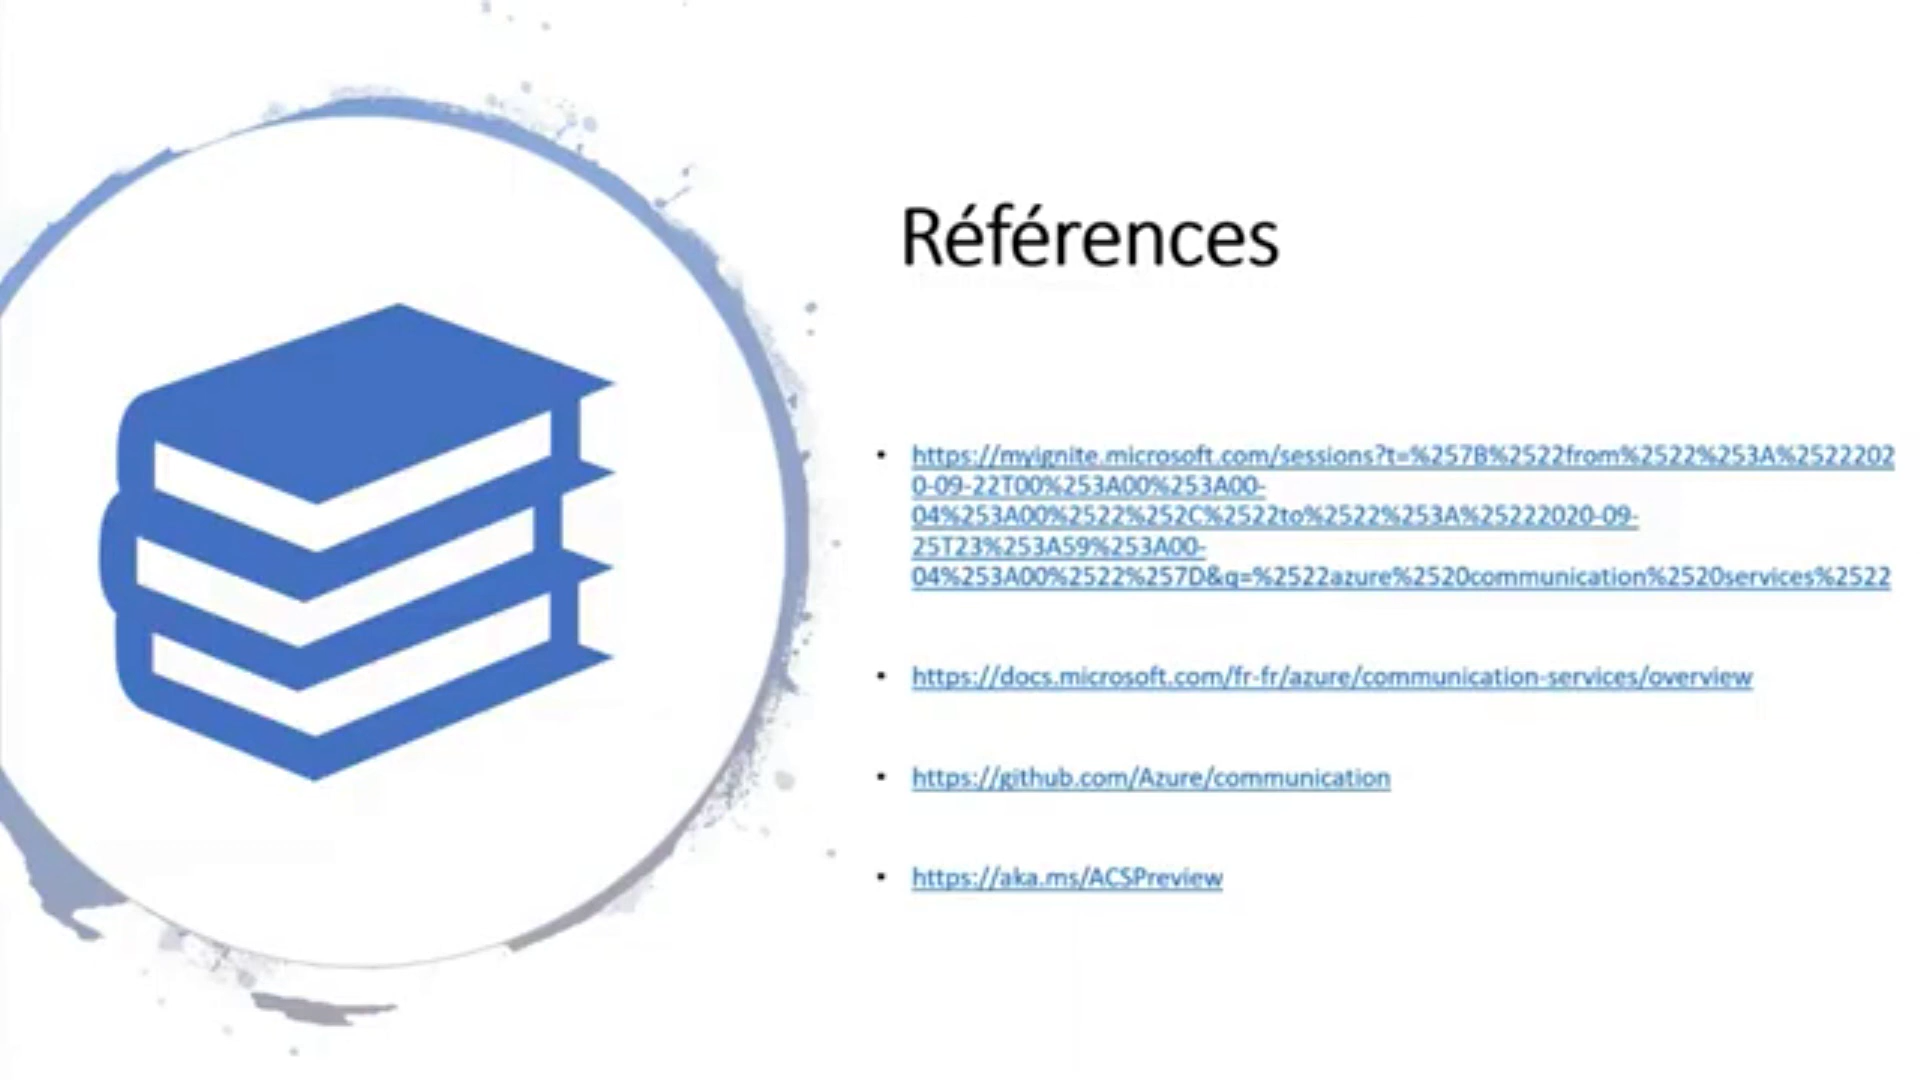 Références
• https://myignite.microsoft.com/sessions?t=%257B%2522from%2522%253A%2522202
0-09-22T00%253A00%253A00-
04%253A00%2522%252C%2522to%2522%253A%25222020-09-
25T23%253A59%253A00-
04%253A00%2522%257D&q=%2522azure%2520communication%2520services%2522
• https://docs.microsoft.com/fr-fr/azure/communication-services/overview
• https://github.com/Azure/communication
• https://aka.ms/ACSPreview